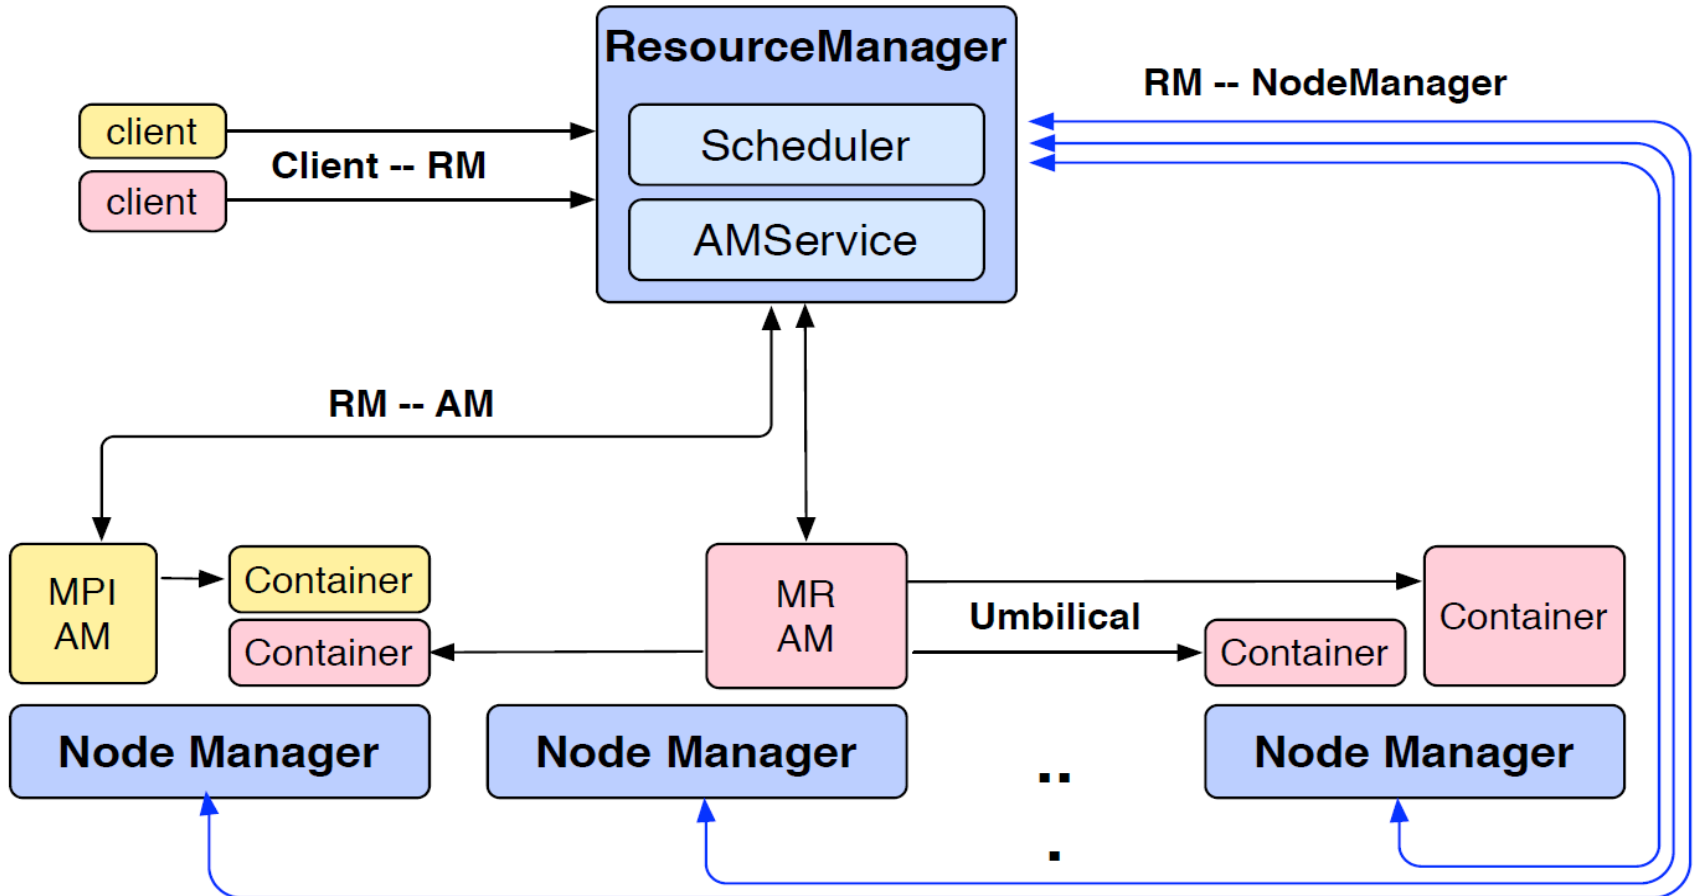 ResourceManager
RM -- NodeManager
client
Scheduler
Client -- RM
client
AMService
RM -- AM
MPI
AM
Container
Container
MR
AM
Umbilical
Container
Container
Node Manager
Node Manager
..
.
Node Manager